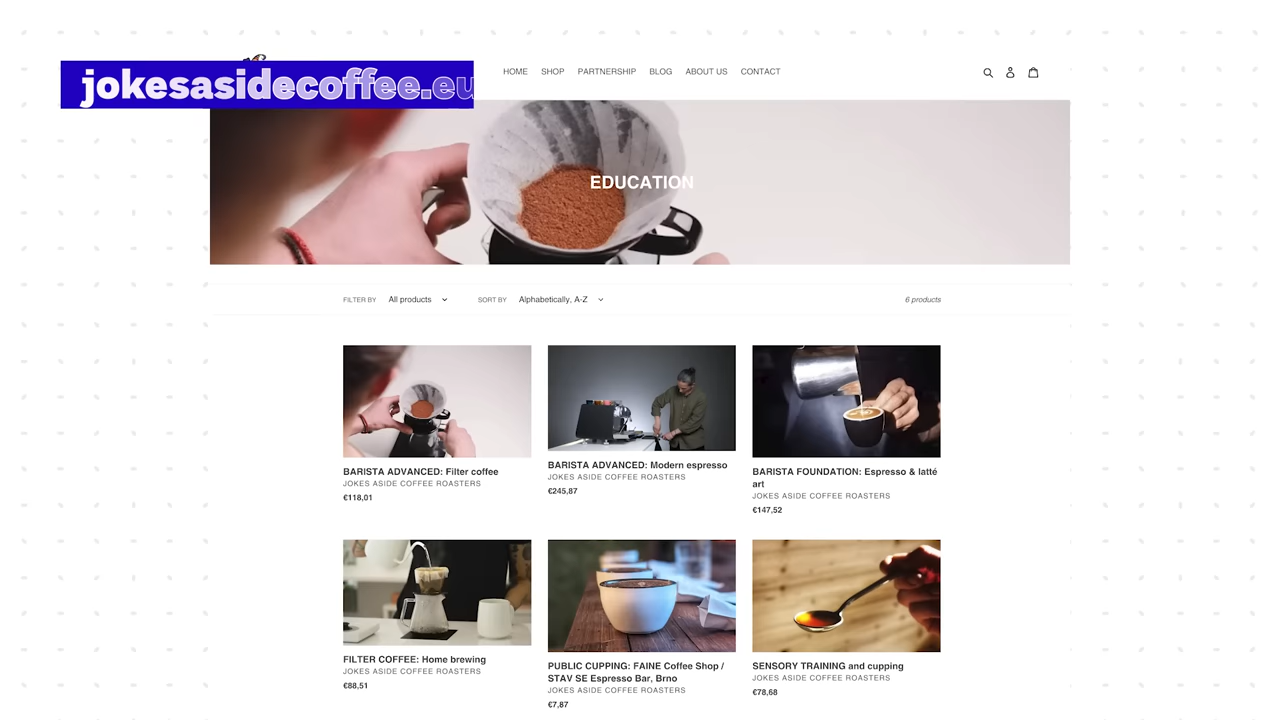 jokesasidecoffee.eu
HOME SHOP PARTNERSHIP BLOG ABOUT US CONTACT
EDUCATION
FILTER BY All products SORT BY Alphabetically, A-Z 6 products
BARISTA ADVANCED: Filter coffee
JOKES ASIDE COFFEE ROASTERS
€118,01
BARISTA ADVANCED: Modern espresso
JOKES ASIDE COFFEE ROASTERS
€245,87
BARISTA FOUNDATION: Espresso & latté
art
JOKES ASIDE COFFEE ROASTERS
€147,52
FILTER COFFEE: Home brewing
JOKES ASIDE COFFEE ROASTERS
€88,51
PUBLIC CUPPING: FAINE Coffee Shop /
STAV SE Espresso Bar, Brno
JOKES ASIDE COFFEE ROASTERS
€7,87
SENSORY TRAINING and cupping
JOKES ASIDE COFFEE ROASTERS
€78,68